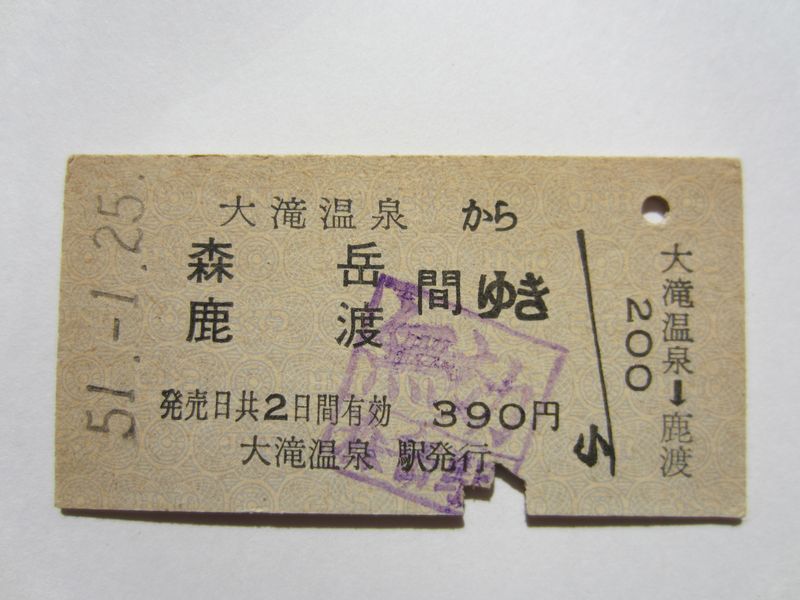 51.-1.25.
大滝温泉 から
森岳
鹿渡
間ゆき
発売日共2日間有効 390円
大滝温泉 駅発行
小
200
大滝温泉➡鹿渡
無効